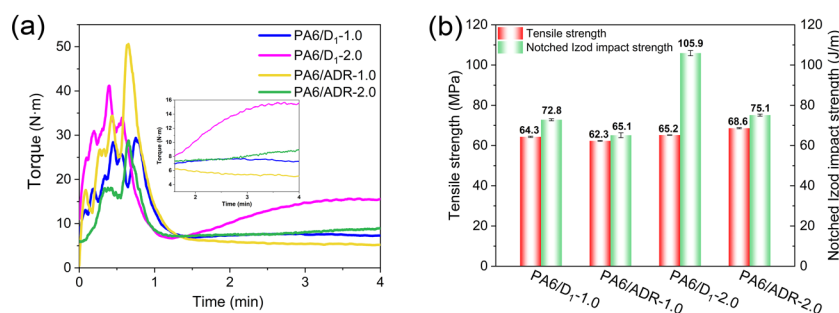 (a)
PA6/D₁-1.0
PA6/D₁-2.0
PA6/ADR-1.0
PA6/ADR-2.0
Torque (N·m)
50
40
30
20
10
0
0 1 2 3 4
Time (min)
Torque (N·m)
16
14
12
10
8
6
4
2 3 4
Time (min)
(b)
Tensile strength
Notched Izod impact strength
Tensile strength (MPa)
120
100
80
60
40
20
0
64.3 72.8 62.3 65.1 65.2 105.9 68.6 75.1
PA6/D₁-1.0 PA6/ADR-1.0 PA6/D₁-2.0 PA6/ADR-2.0
120
100
80
60
40
20
0
Notched Izod impact strength (J/m)